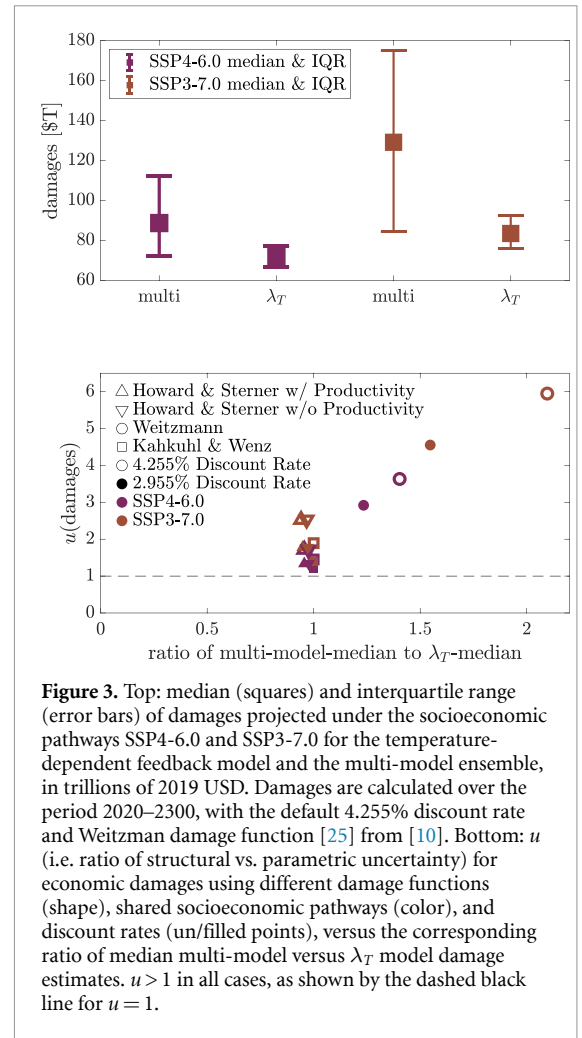 180
160
140
120
100
80
60
damages [$T]
SSP4-6.0 median & IQR
SSP3-7.0 median & IQR
multi
λT
multi
λT
6
5
4
3
2
1
0
u(damages)
Howard & Sterner w/ Productivity
Howard & Sterner w/o Productivity
Weitzmann
Kahkuhl & Wenz
4.255% Discount Rate
2.955% Discount Rate
SSP4-6.0
SSP3-7.0
0
0.5
1
1.5
2
ratio of multi-model-median to λT-median
Figure 3. Top: median (squares) and interquartile range
(error bars) of damages projected under the socioeconomic
pathways SSP4-6.0 and SSP3-7.0 for the temperature-
dependent feedback model and the multi-model ensemble,
in trillions of 2019 USD. Damages are calculated over the
period 2020–2300, with the default 4.255% discount rate
and Weitzman damage function [25] from [10]. Bottom: u
(i.e. ratio of structural vs. parametric uncertainty) for
economic damages using different damage functions
(shape), shared socioeconomic pathways (color), and
discount rates (un/filled points), versus the corresponding
ratio of median multi-model versus λT model damage
estimates. u > 1 in all cases, as shown by the dashed black
line for u = 1.